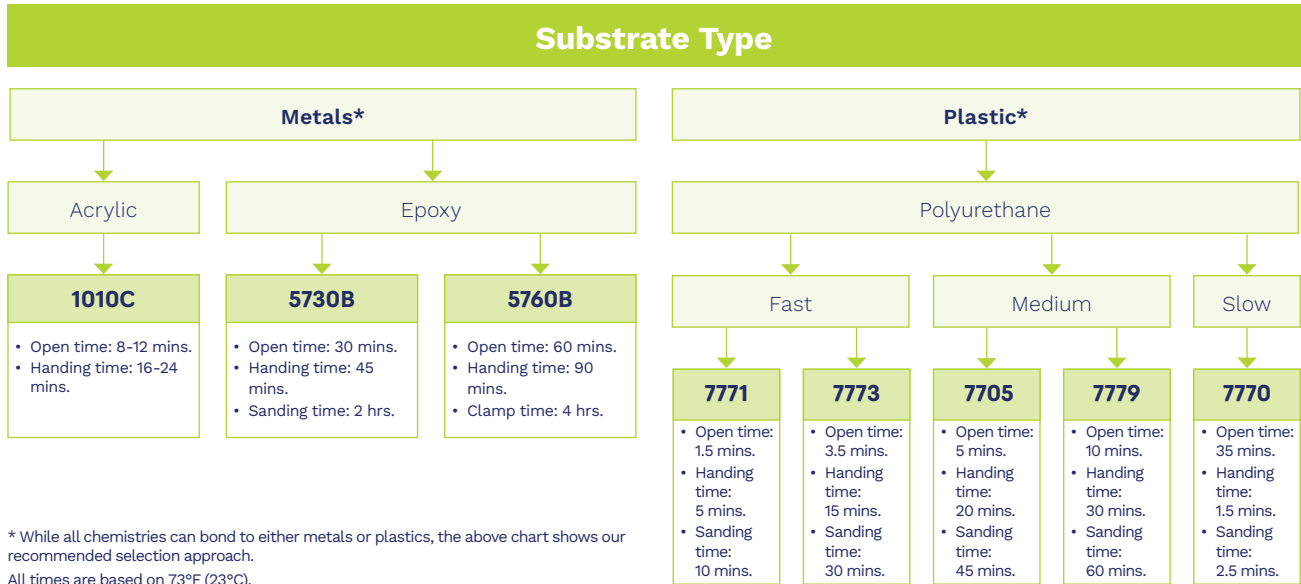 Substrate Type
Metals*
Plastic*
Acrylic
Epoxy
Polyurethane
1010C
• Open time: 8-12 mins.
• Handing time: 16-24
mins.
5730B
• Open time: 30 mins.
• Handing time: 45
mins.
• Sanding time: 2 hrs.
5760B
• Open time: 60 mins.
• Handing time: 90
mins.
• Clamp time: 4 hrs.
Fast
Medium
Slow
7771
• Open time:
1.5 mins.
• Handing
time:
5 mins.
• Sanding
time:
10 mins.
7773
• Open time:
3.5 mins.
• Handing
time:
15 mins.
• Sanding
time:
30 mins.
7705
• Open time:
5 mins.
• Handing
time:
20 mins.
• Sanding
time:
45 mins.
7779
• Open time:
10 mins.
• Handing
time:
30 mins.
• Sanding
time:
60 mins.
7770
• Open time:
35 mins.
• Handing
time:
1.5 mins.
• Sanding
time:
2.5 mins.
* While all chemistries can bond to either metals or plastics, the above chart shows our
recommended selection approach.
All times are based on 73°F (23°C).